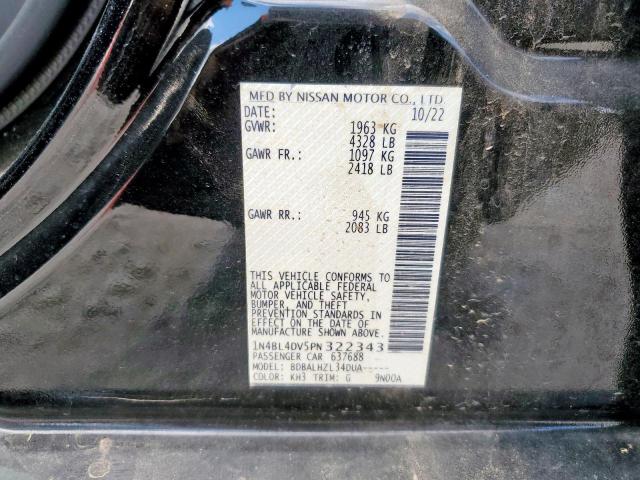 MFD BY NISSAN MOTOR CO., LTD.
DATE: 10/22
GVWR: 1963 KG
4328 LB
GAWR FR.: 1097 KG
2418 LB
GAWR RR.: 945 KG
2083 LB
THIS VEHICLE CONFORMS TO
ALL APPLICABLE FEDERAL
MOTOR VEHICLE SAFETY,
BUMPER, AND THEFT
PREVENTION STANDARDS IN
EFFECT ON THE DATE OF
MANUFACTURE SHOWN ABOVE.
1N4BL4DV5PN322343
PASSENGER CAR 637688
MODEL: BDBALHZL34DUA-----
COLOR: KH3 TRIM: G 9N00A